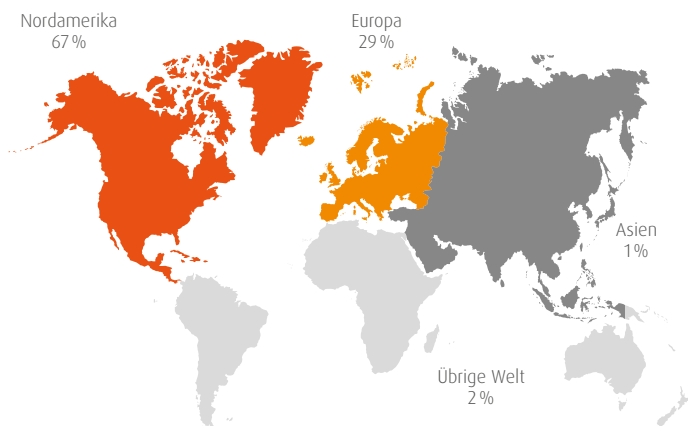 Nordamerika
67 %
Europa
29 %
Asien
1 %
Übrige Welt
2 %